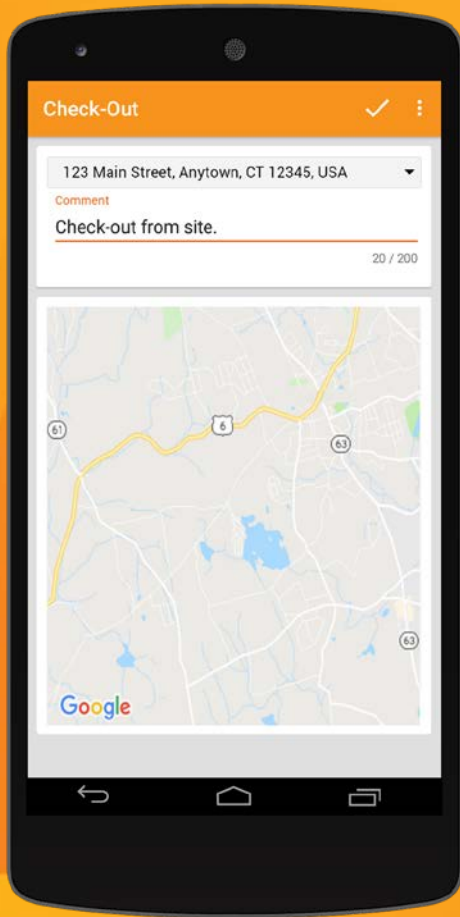 Check-Out
123 Main Street, Anytown, CT 12345, USA
Comment
Check-out from site.
20 / 200
6
61
63
63
Google